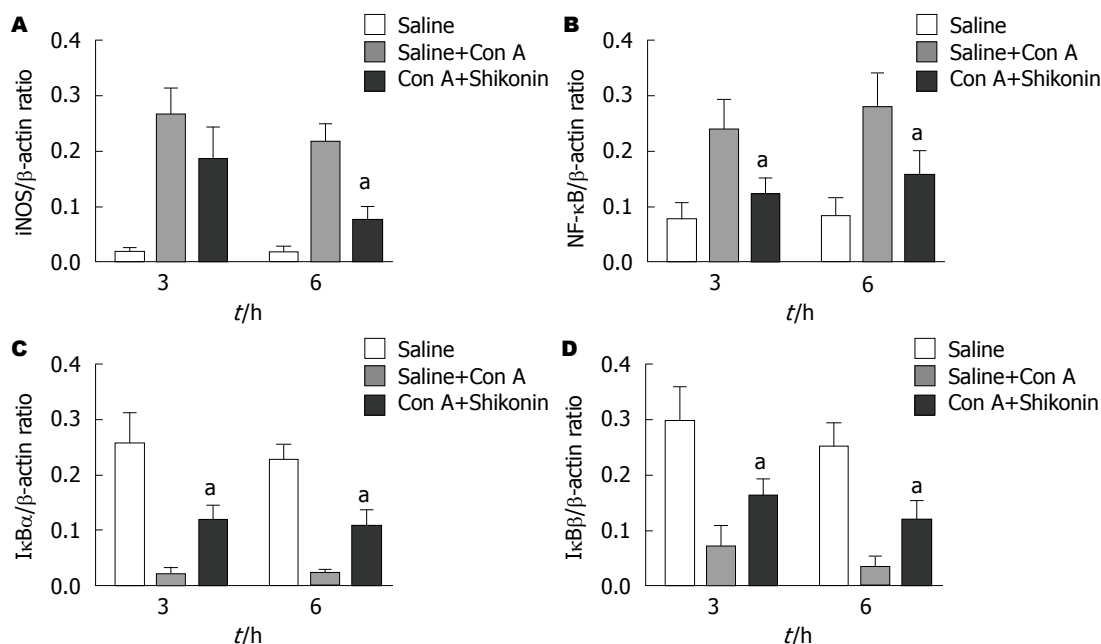 A
Saline
Saline+Con A
Con A+Shikonin
iNOS/β-actin ratio
0.4
0.3
0.2
0.1
0.0
a
3
6
t/h
B
Saline
Saline+Con A
Con A+Shikonin
NF-κB/β-actin ratio
0.4
0.3
0.2
0.1
0.0
a
a
3
6
t/h
C
Saline
Saline+Con A
Con A+Shikonin
IκBα/β-actin ratio
0.4
0.3
0.2
0.1
0.0
a
a
3
6
t/h
D
Saline
Saline+Con A
Con A+Shikonin
IκBβ/β-actin ratio
0.4
0.3
0.2
0.1
0.0
a
a
3
6
t/h